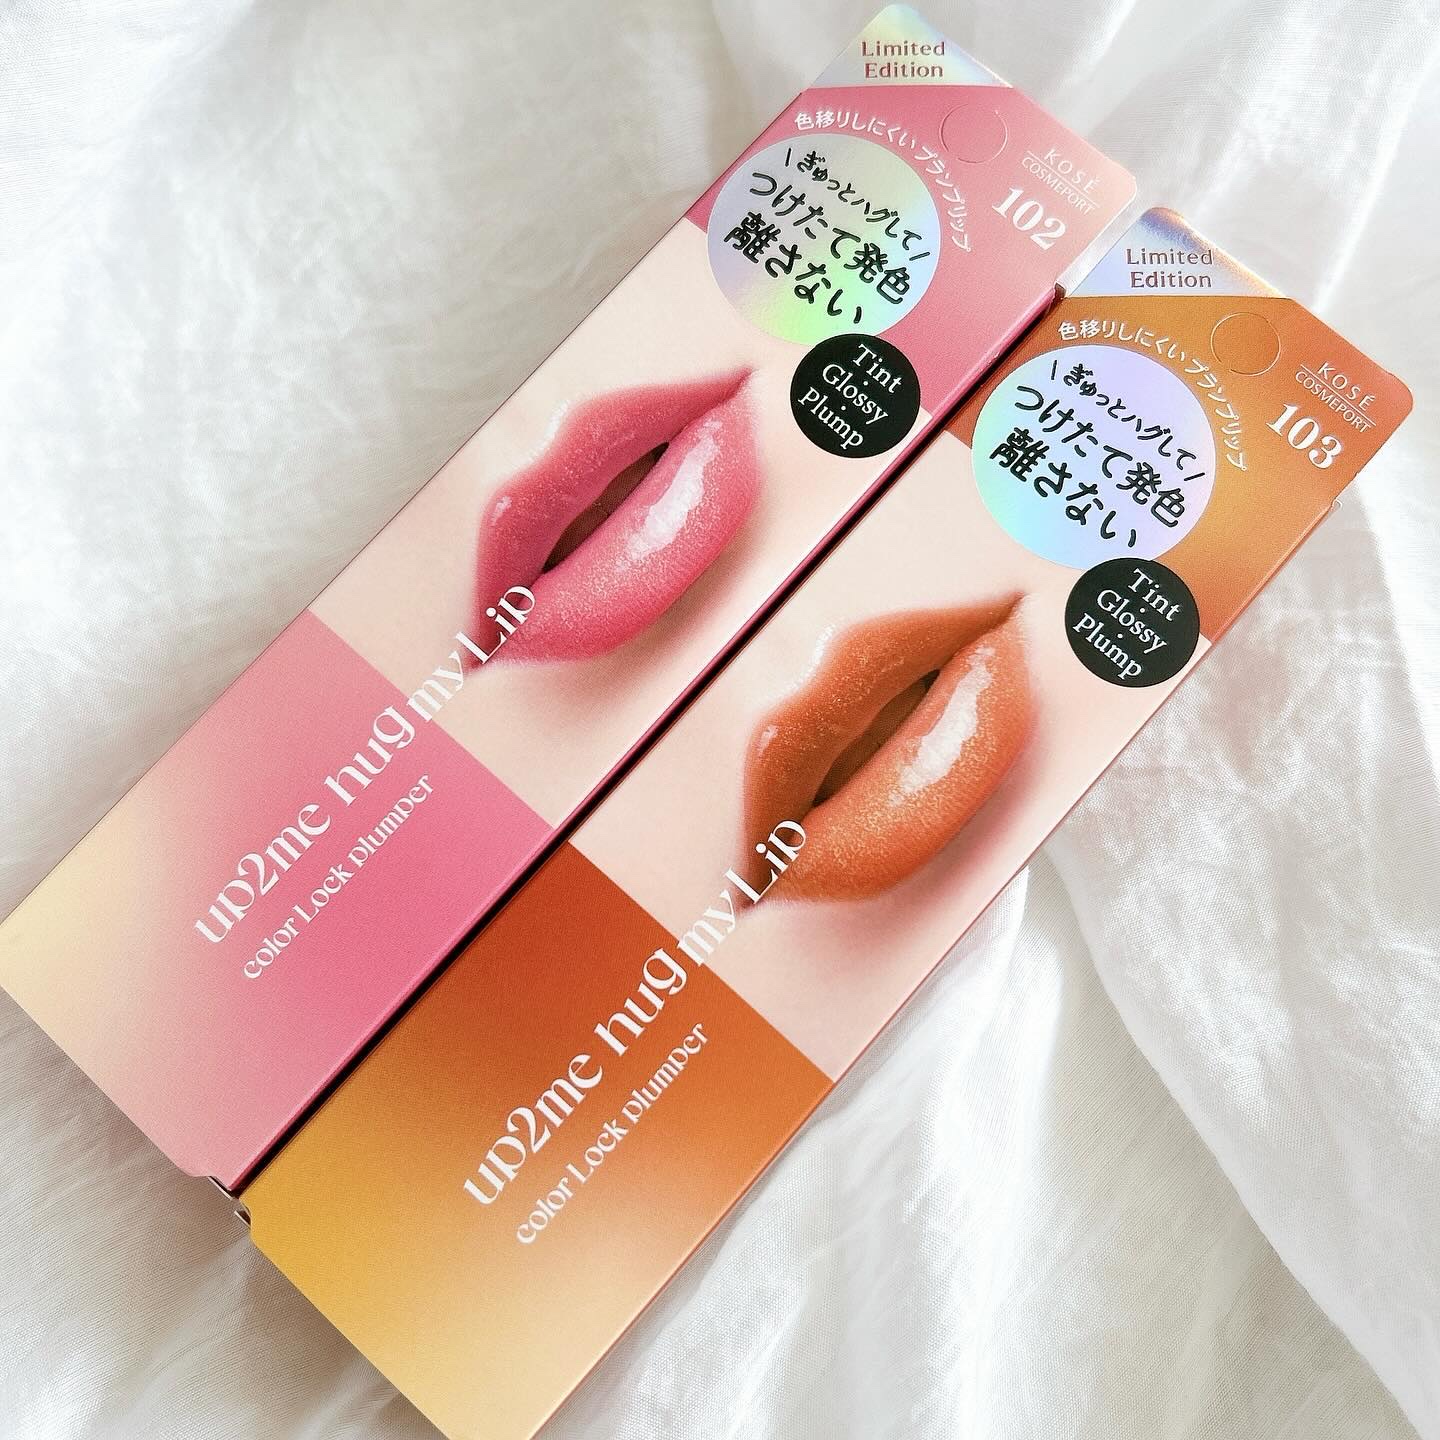 Limited
Edition
色移りしにくいプランプリップ
KOSÉ
COSMEPORT
102
\ ぎゅっとハグして /
つけたて発色
離さない
Tint
・
Glossy
・
Plump
up2me hug my Lip
color Lock plumper
Limited
Edition
色移りしにくいプランプリップ
KOSÉ
COSMEPORT
103
\ ぎゅっとハグして /
つけたて発色
離さない
Tint
・
Glossy
・
Plump
up2me hug my Lip
color Lock plumper